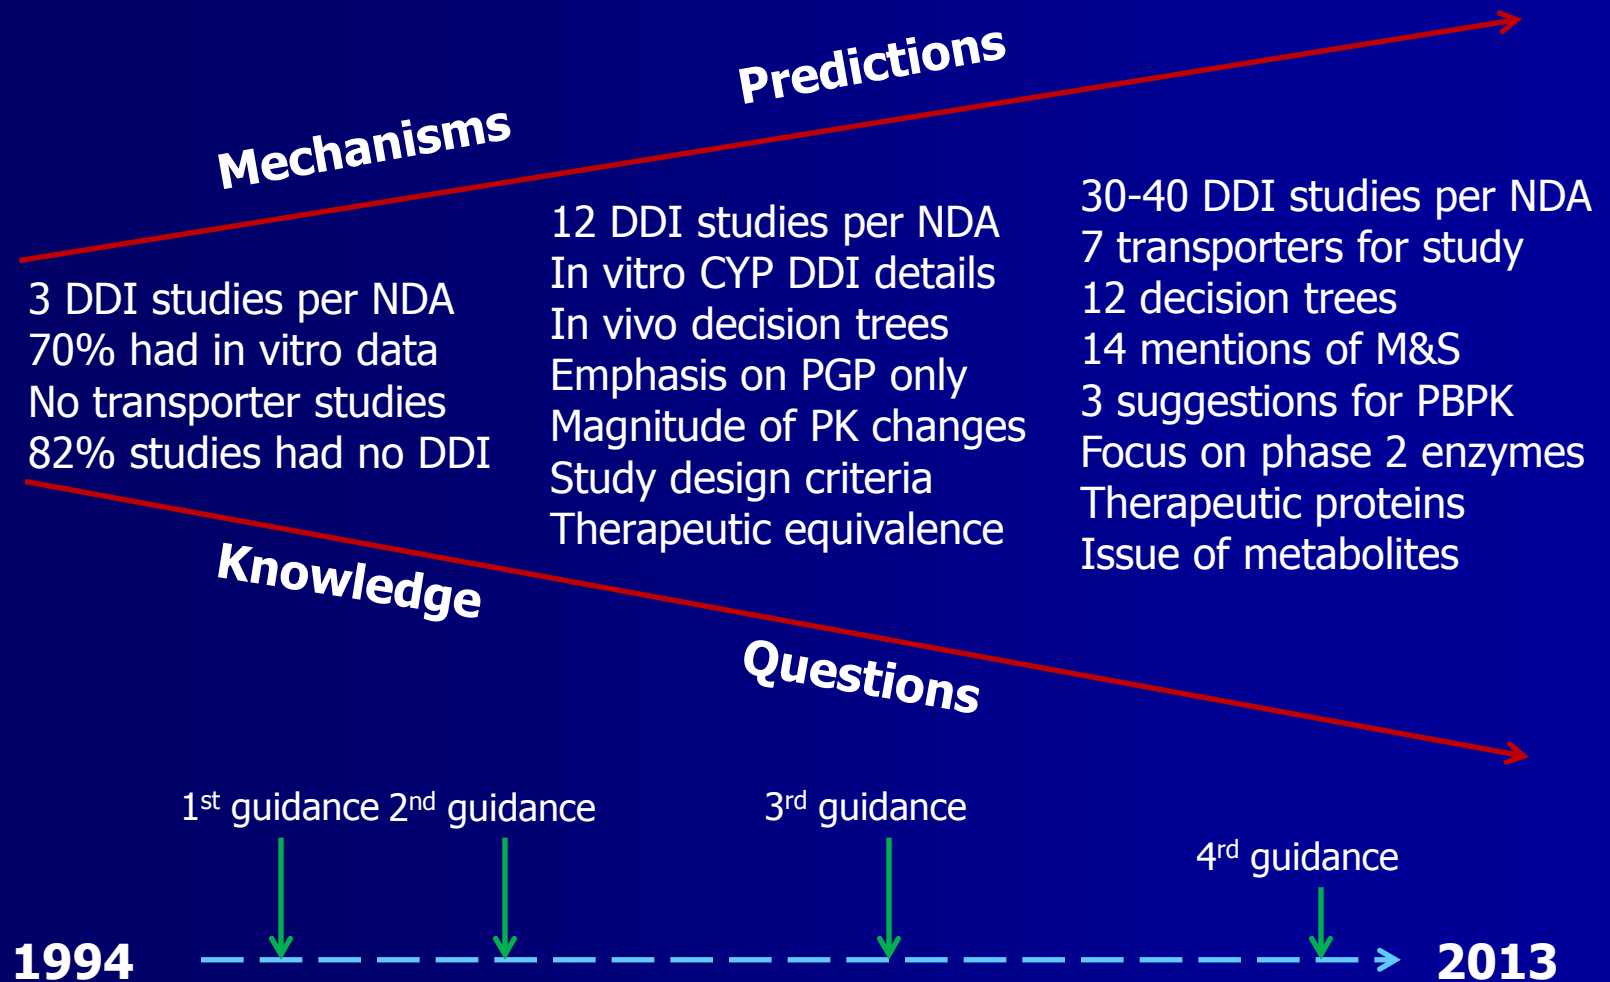 Predictions
Mechanisms
3 DDI studies per NDA
70% had in vitro data
No transporter studies
82% studies had no DDI
12 DDI studies per NDA
In vitro CYP DDI details
In vivo decision trees
Emphasis on PGP only
Magnitude of PK changes
Study design criteria
Therapeutic equivalence
30-40 DDI studies per NDA
7 transporters for study
12 decision trees
14 mentions of M&S
3 suggestions for PBPK
Focus on phase 2 enzymes
Therapeutic proteins
Issue of metabolites
Knowledge
Questions
1st guidance
2nd guidance
3rd guidance
4rd guidance
1994
2013